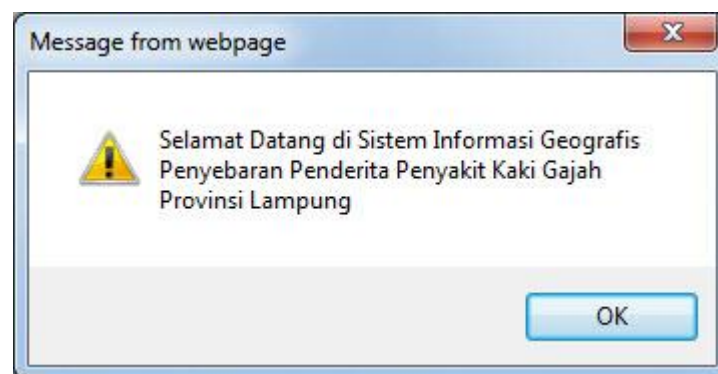 Message from webpage
Selamat Datang di Sistem Informasi Geografis
Penyebaran Penderita Penyakit Kaki Gajah
Provinsi Lampung
OK